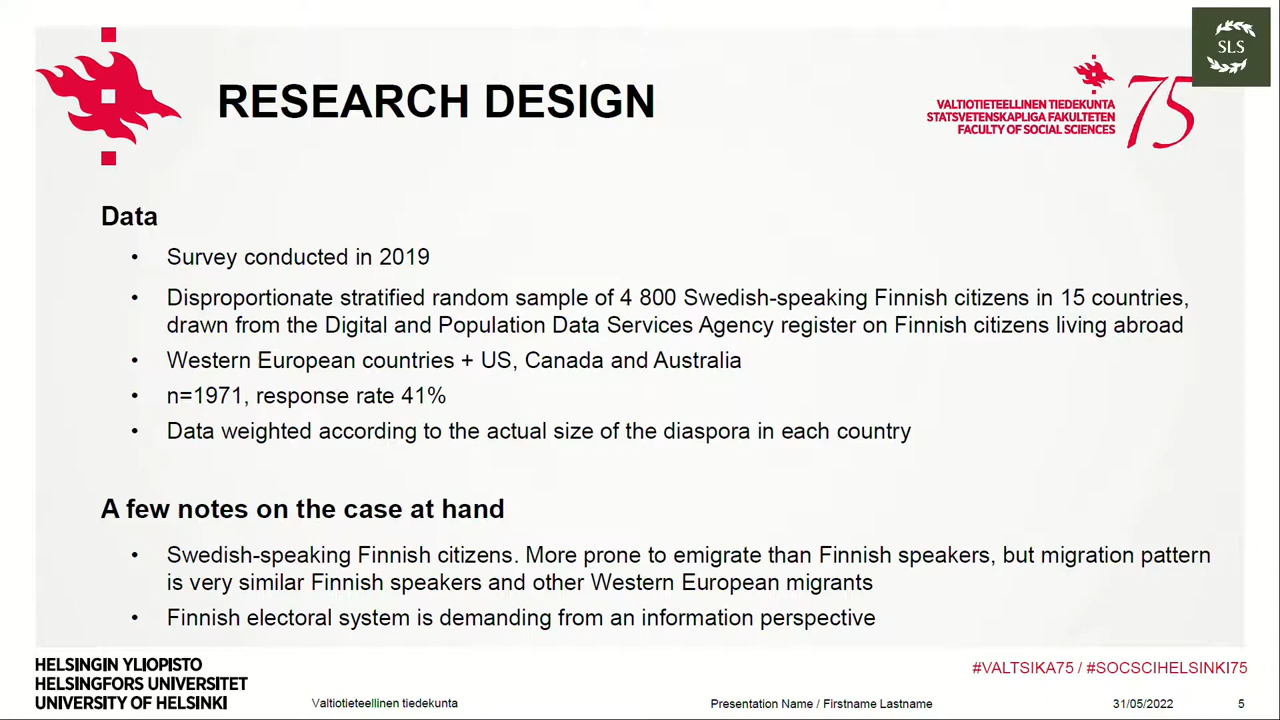 SLS
RESEARCH DESIGN
VALTIOTIETEELLINEN TIEDEKUNTA
STATSVETENSKAPLIGA FAKULTETEN
FACULTY OF SOCIAL SCIENCES
75
Data
• Survey conducted in 2019
• Disproportionate stratified random sample of 4 800 Swedish-speaking Finnish citizens in 15 countries,
drawn from the Digital and Population Data Services Agency register on Finnish citizens living abroad
• Western European countries + US, Canada and Australia
• n=1971, response rate 41%
• Data weighted according to the actual size of the diaspora in each country
A few notes on the case at hand
• Swedish-speaking Finnish citizens. More prone to emigrate than Finnish speakers, but migration pattern
is very similar Finnish speakers and other Western European migrants
• Finnish electoral system is demanding from an information perspective
HELSINGIN YLIOPISTO
HELSINGFORS UNIVERSITET
UNIVERSITY OF HELSINKI
#VALTSIKA75 / #SOCSCIHELSINKI75
Valtiotieteellinen tiedekunta
Presentation Name / Firstname Lastname
31/05/2022
5